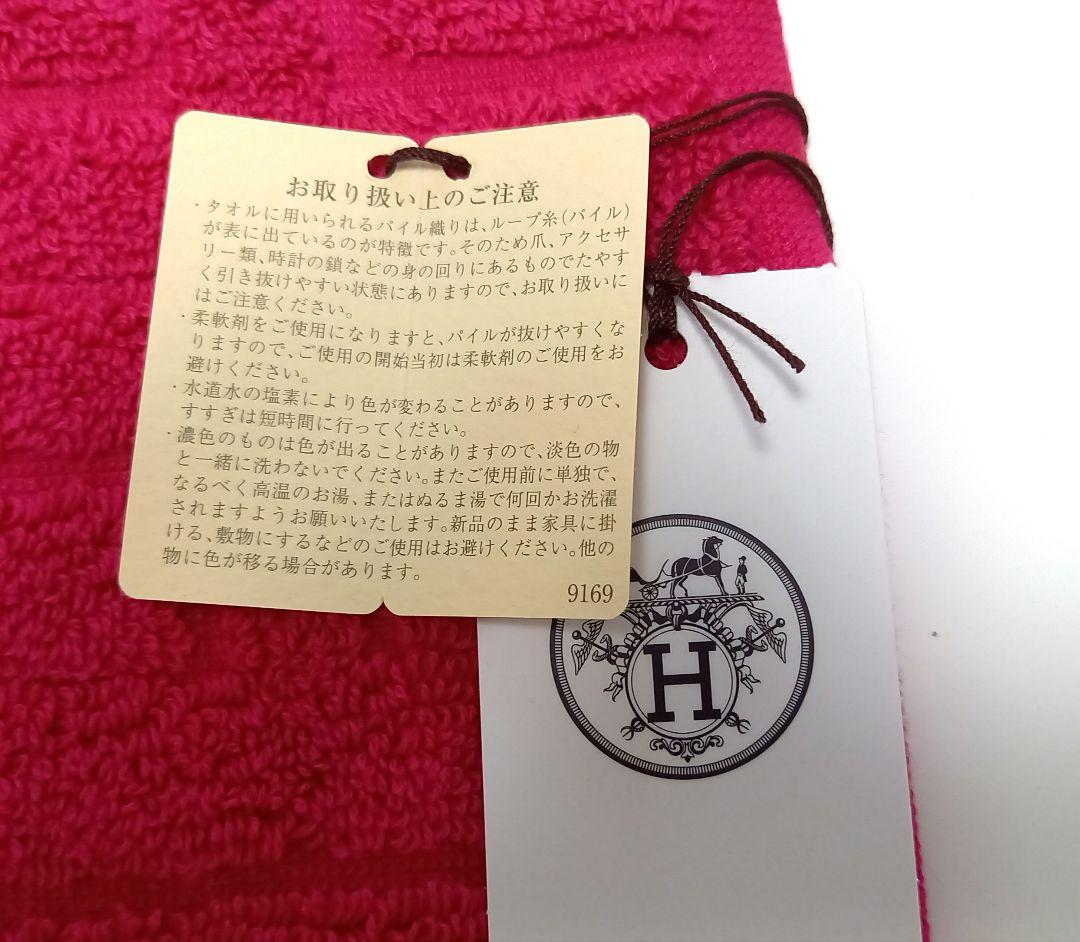 お取り扱い上のご注意
・タオルに用いられるパイル織りは、ループ糸(パイル)
が表に出ているのが特徴です。そのため爪、アクセサ
リー類、時計の鎖などの身の回りにあるものでたやす
く引き抜けやすい状態にありますので、お取り扱いに
はご注意ください。
・柔軟剤をご使用になりますと、パイルが抜けやすくな
りますので、ご使用の開始当初は柔軟剤のご使用をお
避けください。
・水道水の塩素により色が変わることがありますので、
すすぎは短時間に行ってください。
・濃色のものは色が出ることがありますので、淡色の物
と一緒に洗わないでください。またご使用前に単独で、
なるべく高温のお湯、またはぬるま湯で何回かお洗濯
されますようお願いいたします。新品のまま家具に掛
ける、敷物にするなどのご使用はお避けください。他の
物に色が移る場合があります。
9169
H